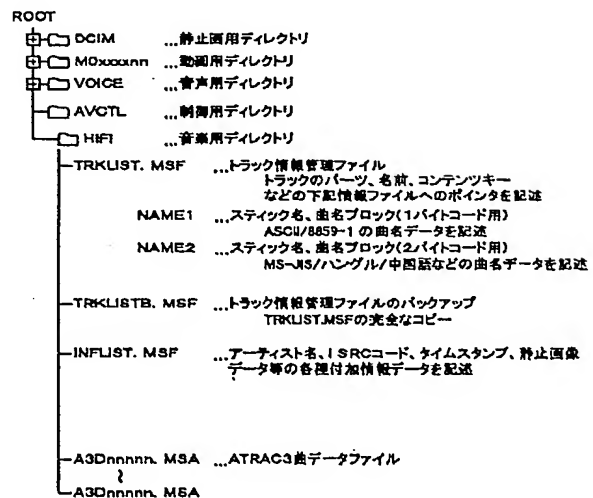 ROOT
DCIM ...静止画用ディレクトリ
MOxxxxnn ...動画用ディレクトリ
VOICE ...音声用ディレクトリ
AVCTL ...制御用ディレクトリ
HIFI ...音楽用ディレクトリ
TRKLIST. MSF ...トラック情報管理ファイル
トラックのパーツ、名前、コンテンツキー
などの下記情報ファイルへのポインタを記述
NAME1 ...スティック名、曲名ブロック(1バイトコード用)
ASCII/8859-1 の曲名データを記述
NAME2 ...スティック名、曲名ブロック(2バイトコード用)
MS-JIS/ハングル/中国語などの曲名データを記述
TRKLISTB. MSF ...トラック情報管理ファイルのバックアップ
TRKLIST.MSFの完全なコピー
INFLIST. MSF ...アーティスト名、ISRCコード、タイムスタンプ、静止画像
データ等の各種付加情報データを記述
A3Dnnnnn. MSA ...ATRAC3曲データファイル
~
A3Dnnnnn. MSA